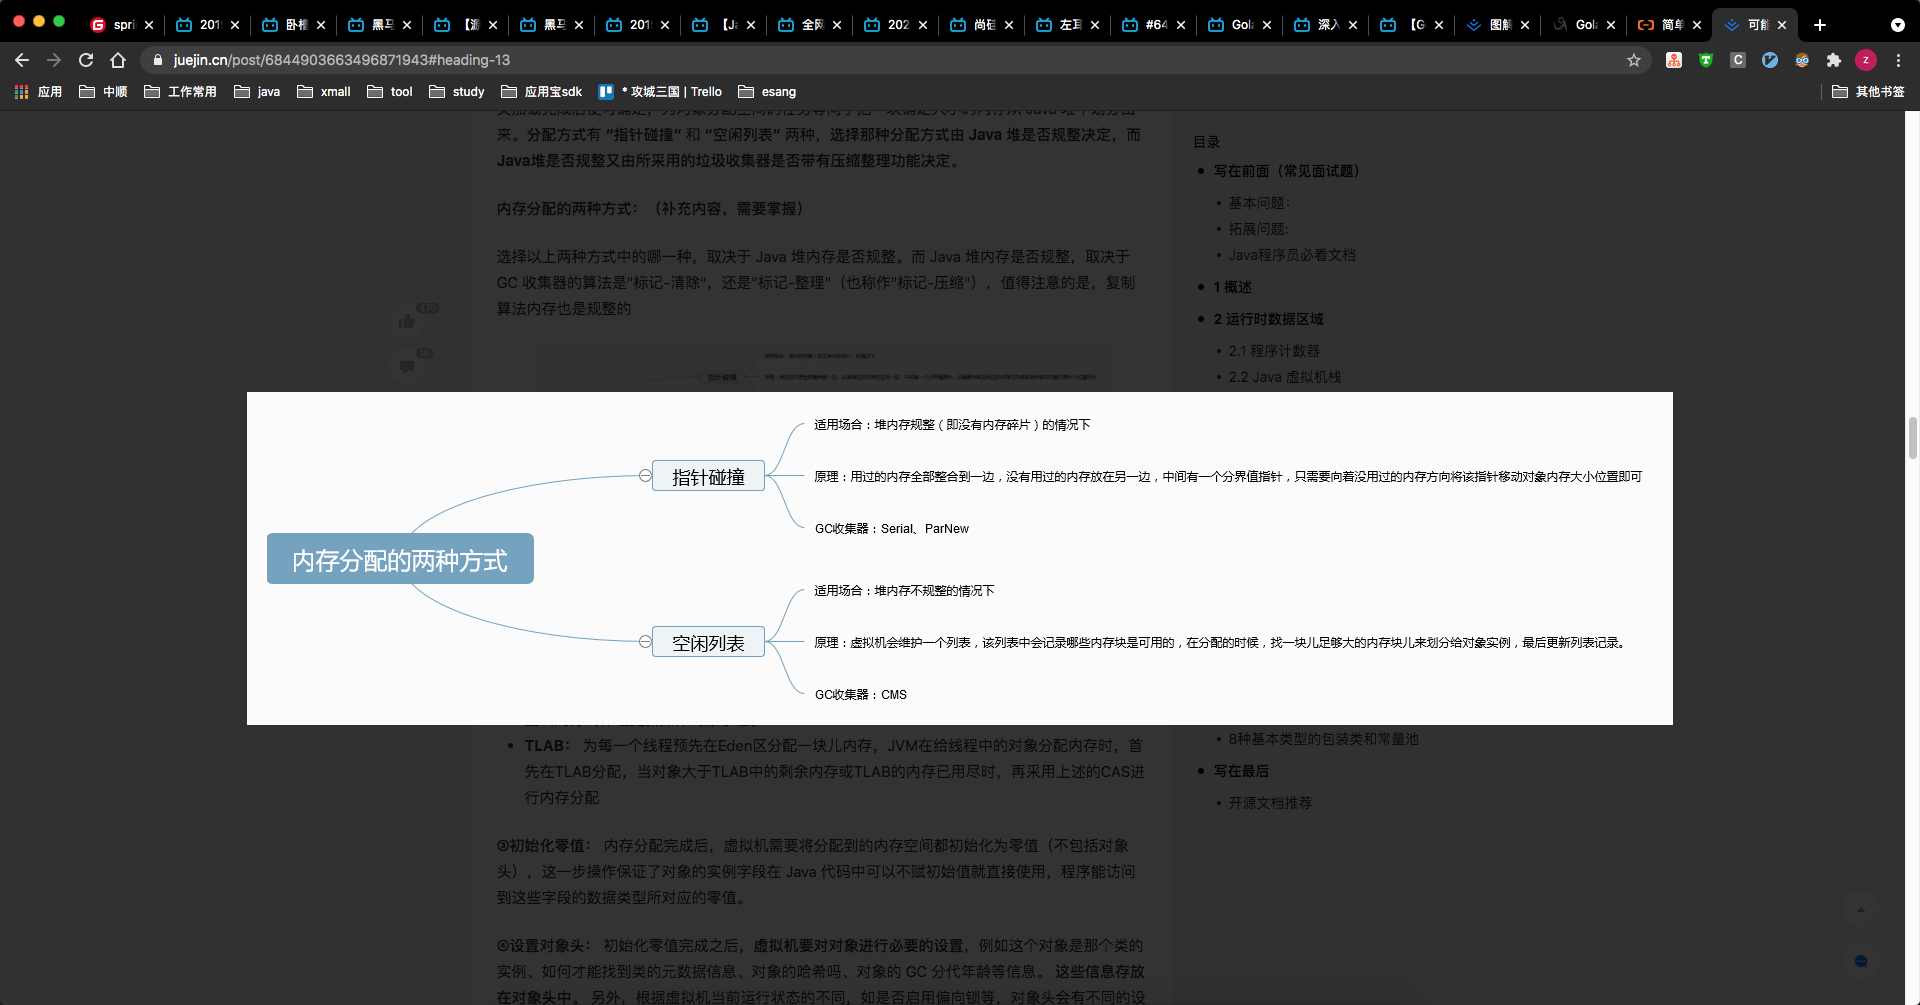 spri
201
卧槽
黑马
【源
黑马
201
【Ja
全网
202
尚硅
左耳
#64
Gola
深入
【G
图解
Gola
简单
可能
juejin.cn/post/6844903663496871943#heading-13
应用
中顺
工作常用
java
xmall
tool
study
应用宝sdk
* 攻城三国 | Trello
esang
其他书签
来。分配方式有 “指针碰撞” 和 “空闲列表” 两种，选择那种分配方式由 Java 堆是否规整决定，而
Java堆是否规整又由所采用的垃圾收集器是否带有压缩整理功能决定。
内存分配的两种方式：（补充内容，需要掌握）
选择以上两种方式中的哪一种，取决于 Java 堆内存是否规整。而 Java 堆内存是否规整，取决于
GC 收集器的算法是"标记-清除"，还是"标记-整理"（也称作"标记-压缩"），值得注意的是，复制
算法内存也是规整的
470
15
目录
写在前面（常见面试题）
基本问题：
拓展问题：
Java程序员必看文档
1 概述
2 运行时数据区域
2.1 程序计数器
2.2 Java 虚拟机栈
内存分配的两种方式
指针碰撞
适用场合：堆内存规整（即没有内存碎片）的情况下
原理：用过的内存全部整合到一边，没有用过的内存放在另一边，中间有一个分界值指针，只需要向着没用过的内存方向将该指针移动对象内存大小位置即可
GC收集器：Serial、ParNew
空闲列表
适用场合：堆内存不规整的情况下
原理：虚拟机会维护一个列表，该列表中会记录哪些内存块是可用的，在分配的时候，找一块儿足够大的内存块儿来划分给对象实例，最后更新列表记录。
GC收集器：CMS
TLAB： 为每一个线程预先在Eden区分配一块儿内存，JVM在给线程中的对象分配内存时，首
先在TLAB分配，当对象大于TLAB中的剩余内存或TLAB的内存已用尽时，再采用上述的CAS进
行内存分配
③初始化零值： 内存分配完成后，虚拟机需要将分配到的内存空间都初始化为零值（不包括对象
头），这一步操作保证了对象的实例字段在 Java 代码中可以不赋初始值就直接使用，程序能访问
到这些字段的数据类型所对应的零值。
④设置对象头： 初始化零值完成之后，虚拟机要对对象进行必要的设置，例如这个对象是那个类的
实例、如何才能找到类的元数据信息、对象的哈希吗、对象的 GC 分代年龄等信息。 这些信息存放
在对象头中。 另外，根据虚拟机当前运行状态的不同，如是否启用偏向锁等，对象头会有不同的设
8种基本类型的包装类和常量池
写在最后
开源文档推荐